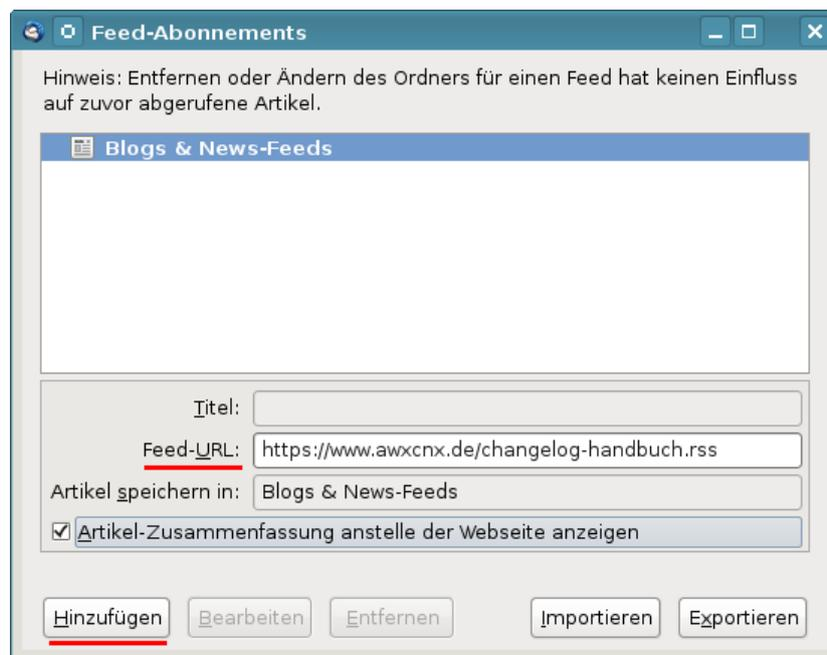 Feed-Abonnements
Hinweis: Entfernen oder Ändern des Ordners für einen Feed hat keinen Einfluss
auf zuvor abgerufene Artikel.
Blogs & News-Feeds
Titel:
Feed-URL: https://www.awxcnx.de/changelog-handbuch.rss
Artikel speichern in: Blogs & News-Feeds
Artikel-Zusammenfassung anstelle der Webseite anzeigen
Hinzufügen Bearbeiten Entfernen Importieren Exportieren